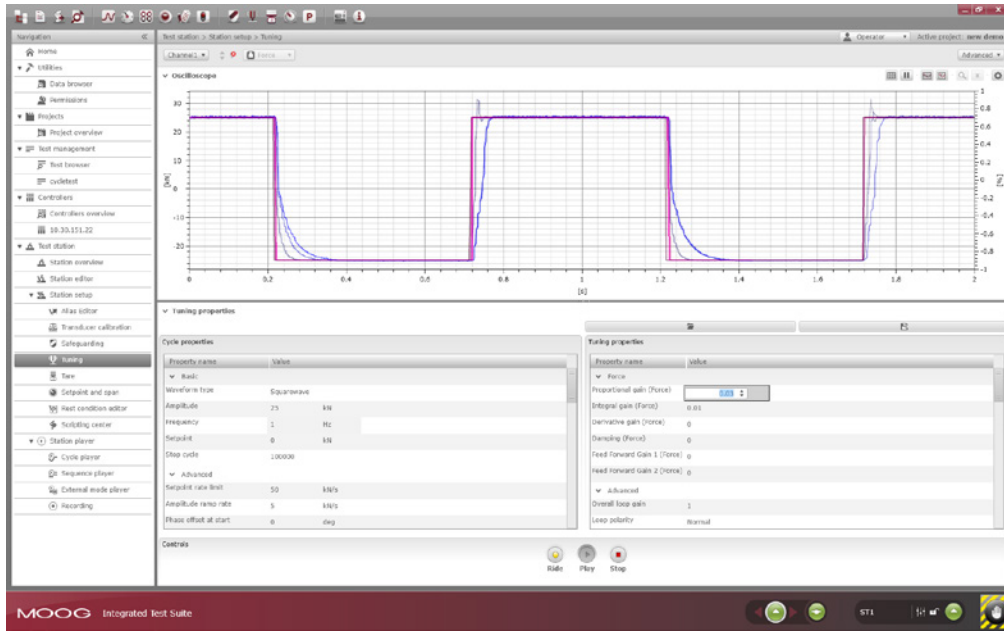 Navigation
Test station > Station setup > Tuning
Operator
Active project: new demo
Home
Channel1
Force
Advanced
Utilities
Oscilloscope
Data browser
Permissions
Projects
Project overview
Test management
Test browser
cycletest
Controllers
Controllers overview
10.30.151.22
Test station
Station overview
Station editor
Station setup
Alias Editor
Transducer calibration
Safeguarding
Tuning
Tare
Setpoint and span
Rest condition editor
Scripting center
Station player
Cycle player
Sequence player
External mode player
Recording
30
20
10
0
-10
-20
[kN]
1
0.8
0.6
0.4
0.2
0
-0.2
-0.4
-0.6
-0.8
-1
0 0.2 0.4 0.6 0.8 1 1.2 1.4 1.6 1.8 2
[s]
Tuning properties
Cycle properties
Property name Value
Basic
Waveform type Squarewave
Amplitude 25 kN
Frequency 1 Hz
Setpoint 0 kN
Stop cycle 100000
Advanced
Setpoint rate limit 50 kN/s
Amplitude ramp rate 5 kN/s
Phase offset at start 0 deg
Tuning properties
Property name Value
Force
Proportional gain (Force)
Integral gain (Force) 0.01
Derivative gain (Force) 0
Damping (Force) 0
Feed Forward Gain 1 (Force) 0
Feed Forward Gain 2 (Force) 0
Advanced
Overall loop gain 1
Loop polarity Normal
Controls
Ride Play Stop
MOOG Integrated Test Suite
ST1